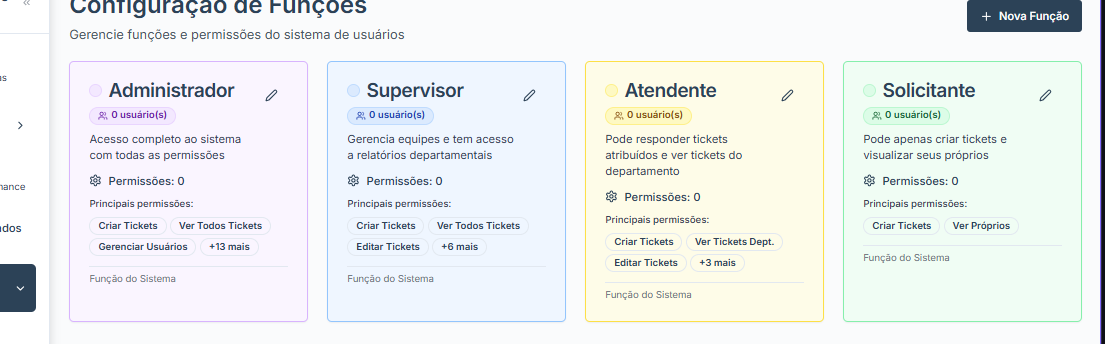 Configuração de Funções
Gerencie funções e permissões do sistema de usuários
+ Nova Função
Administrador
0 usuário(s)
Acesso completo ao sistema
com todas as permissões
Permissões: 0
Principais permissões:
Criar Tickets
Ver Todos Tickets
Gerenciar Usuários
+13 mais
Função do Sistema
Supervisor
0 usuário(s)
Gerencia equipes e tem acesso
a relatórios departamentais
Permissões: 0
Principais permissões:
Criar Tickets
Ver Todos Tickets
Editar Tickets
+6 mais
Função do Sistema
Atendente
0 usuário(s)
Pode responder tickets
atribuídos e ver tickets do
departamento
Permissões: 0
Principais permissões:
Criar Tickets
Ver Tickets Dept.
Editar Tickets
+3 mais
Função do Sistema
Solicitante
0 usuário(s)
Pode apenas criar tickets e
visualizar seus próprios
Permissões: 0
Principais permissões:
Criar Tickets
Ver Próprios
Função do Sistema